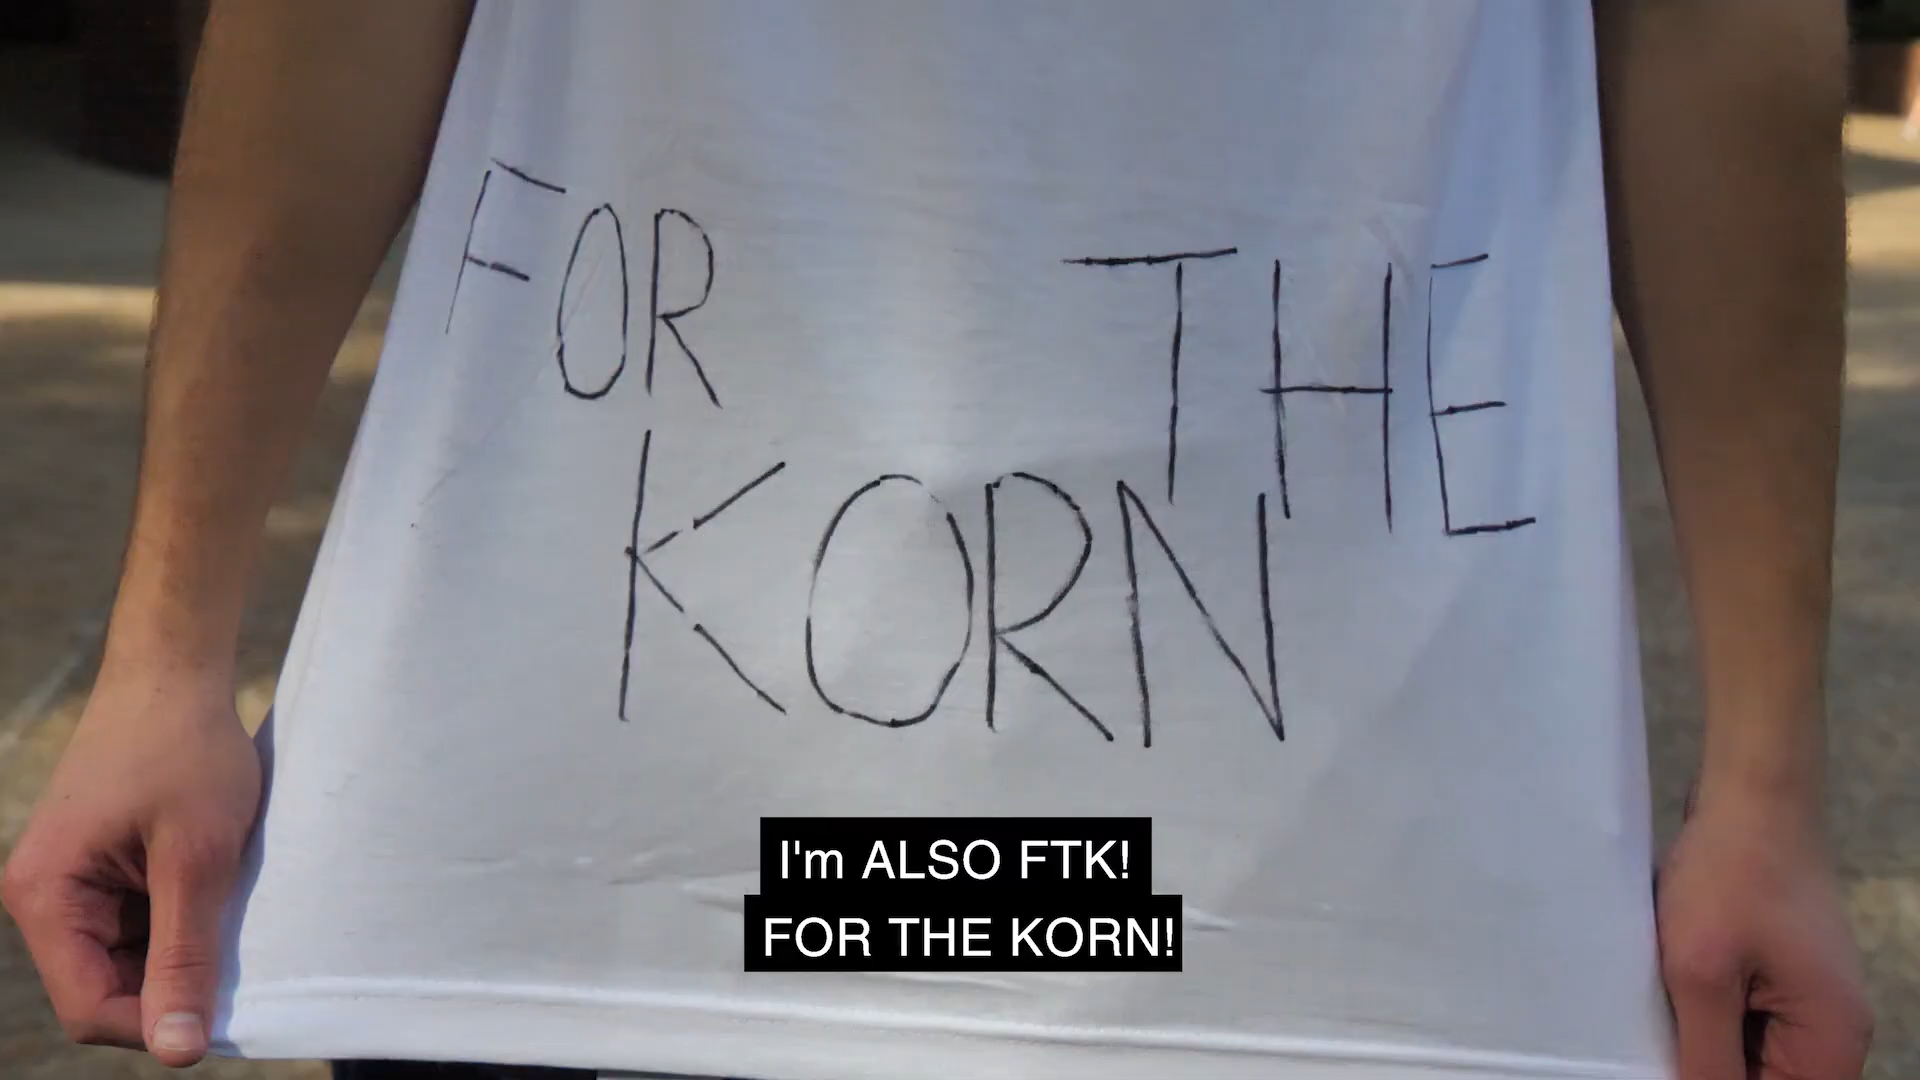 FOR THE
KORN
I'm ALSO FTK!
FOR THE KORN!